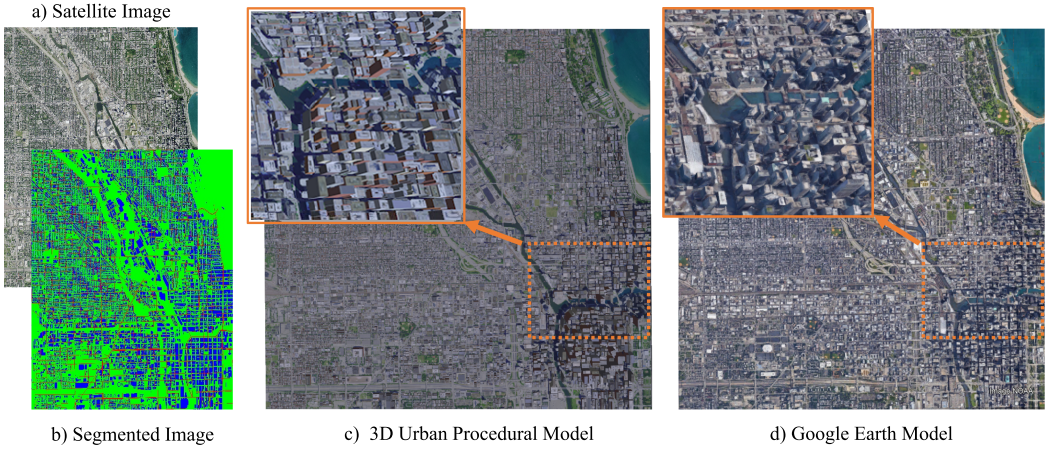 a) Satellite Image
b) Segmented Image
c) 3D Urban Procedural Model
d) Google Earth Model